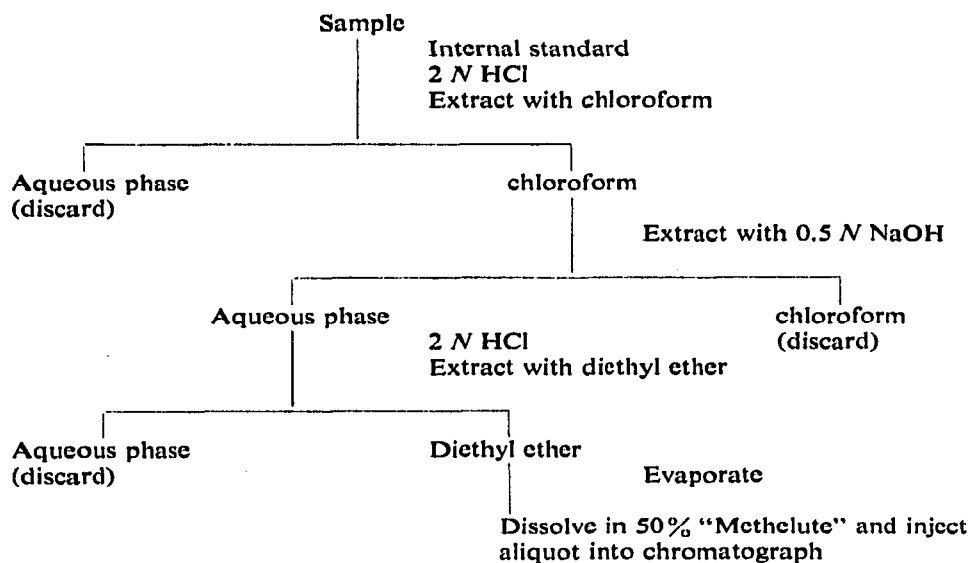 Sample
Internal standard
2 N HCl
Extract with chloroform
Aqueous phase
(discard)
chloroform
Extract with 0.5 N NaOH
Aqueous phase
chloroform
(discard)
2 N HCl
Extract with diethyl ether
Aqueous phase
(discard)
Diethyl ether
Evaporate
Dissolve in 50% "Methelute" and inject
aliquot into chromatograph